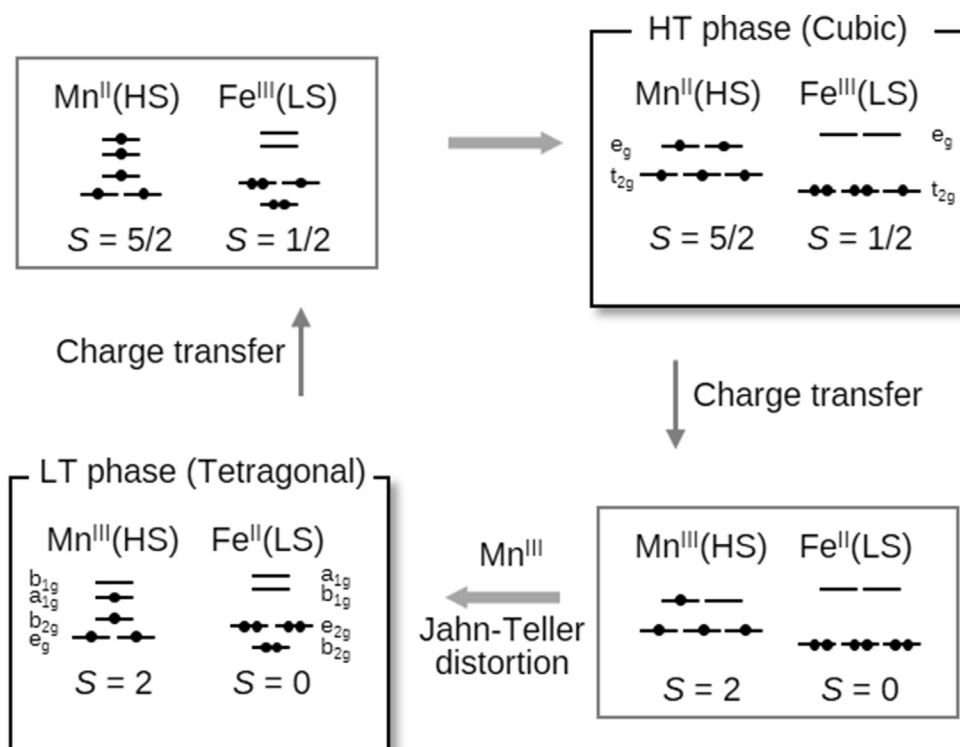 HT phase (Cubic)
Mn^II(HS) Fe^III(LS)
S = 5/2 S = 1/2
Mn^II(HS) Fe^III(LS)
e_g e_g
t_2g t_2g
S = 5/2 S = 1/2
Charge transfer
Charge transfer
LT phase (Tetragonal)
Mn^III(HS) Fe^II(LS)
b_1g a_1g
a_1g b_1g
b_2g e_2g
e_g b_2g
S = 2 S = 0
Mn^III
Jahn-Teller
distortion
Mn^III(HS) Fe^II(LS)
S = 2 S = 0